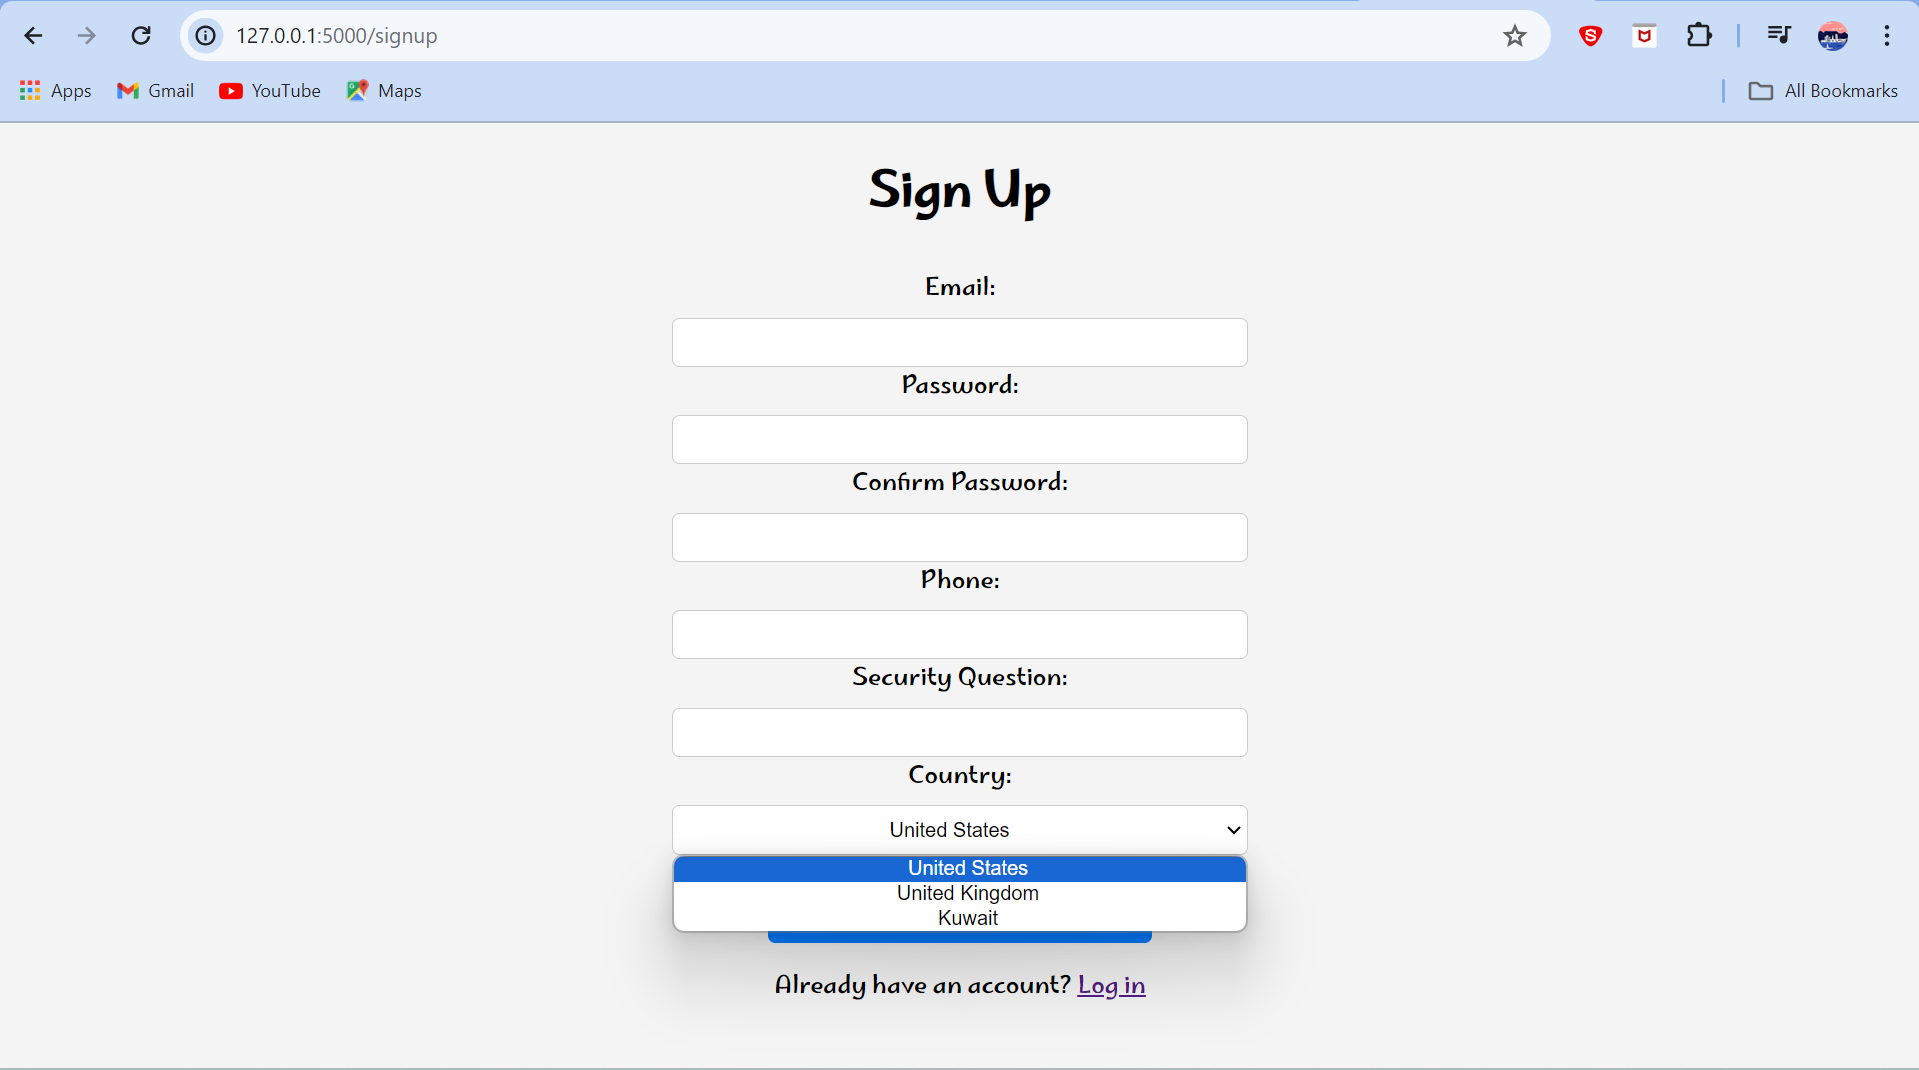 127.0.0.1:5000/signup
Apps
Gmail
YouTube
Maps
All Bookmarks
Sign Up
Email:
Password:
Confirm Password:
Phone:
Security Question:
Country:
United States
United States
United Kingdom
Kuwait
Already have an account? Log in